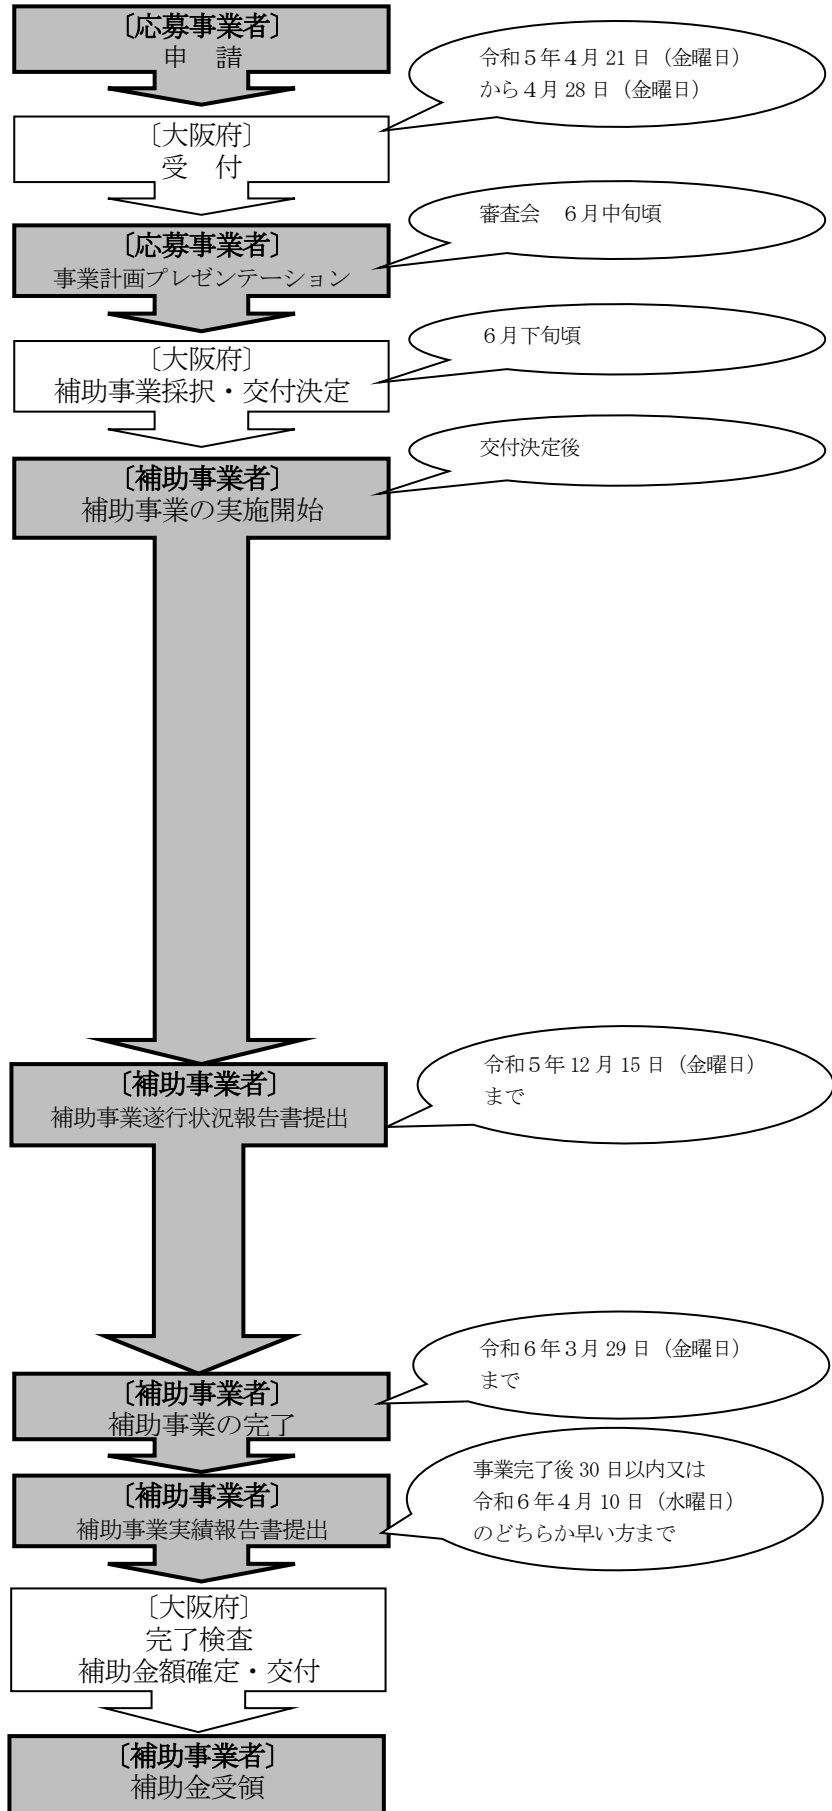 〔応募事業者〕
申　請
令和５年４月 21 日（金曜日）
から４月 28 日（金曜日）
〔大阪府〕
受　付
〔応募事業者〕
事業計画プレゼンテーション
審査会　６月中旬頃
〔大阪府〕
補助事業採択・交付決定
６月下旬頃
〔補助事業者〕
補助事業の実施開始
交付決定後
〔補助事業者〕
補助事業遂行状況報告書提出
令和５年 12 月 15 日（金曜日）
まで
〔補助事業者〕
補助事業の完了
令和６年３月 29 日（金曜日）
まで
〔補助事業者〕
補助事業実績報告書提出
事業完了後 30 日以内又は
令和６年４月 10 日（水曜日）
のどちらか早い方まで
〔大阪府〕
完了検査
補助金額確定・交付
〔補助事業者〕
補助金受領